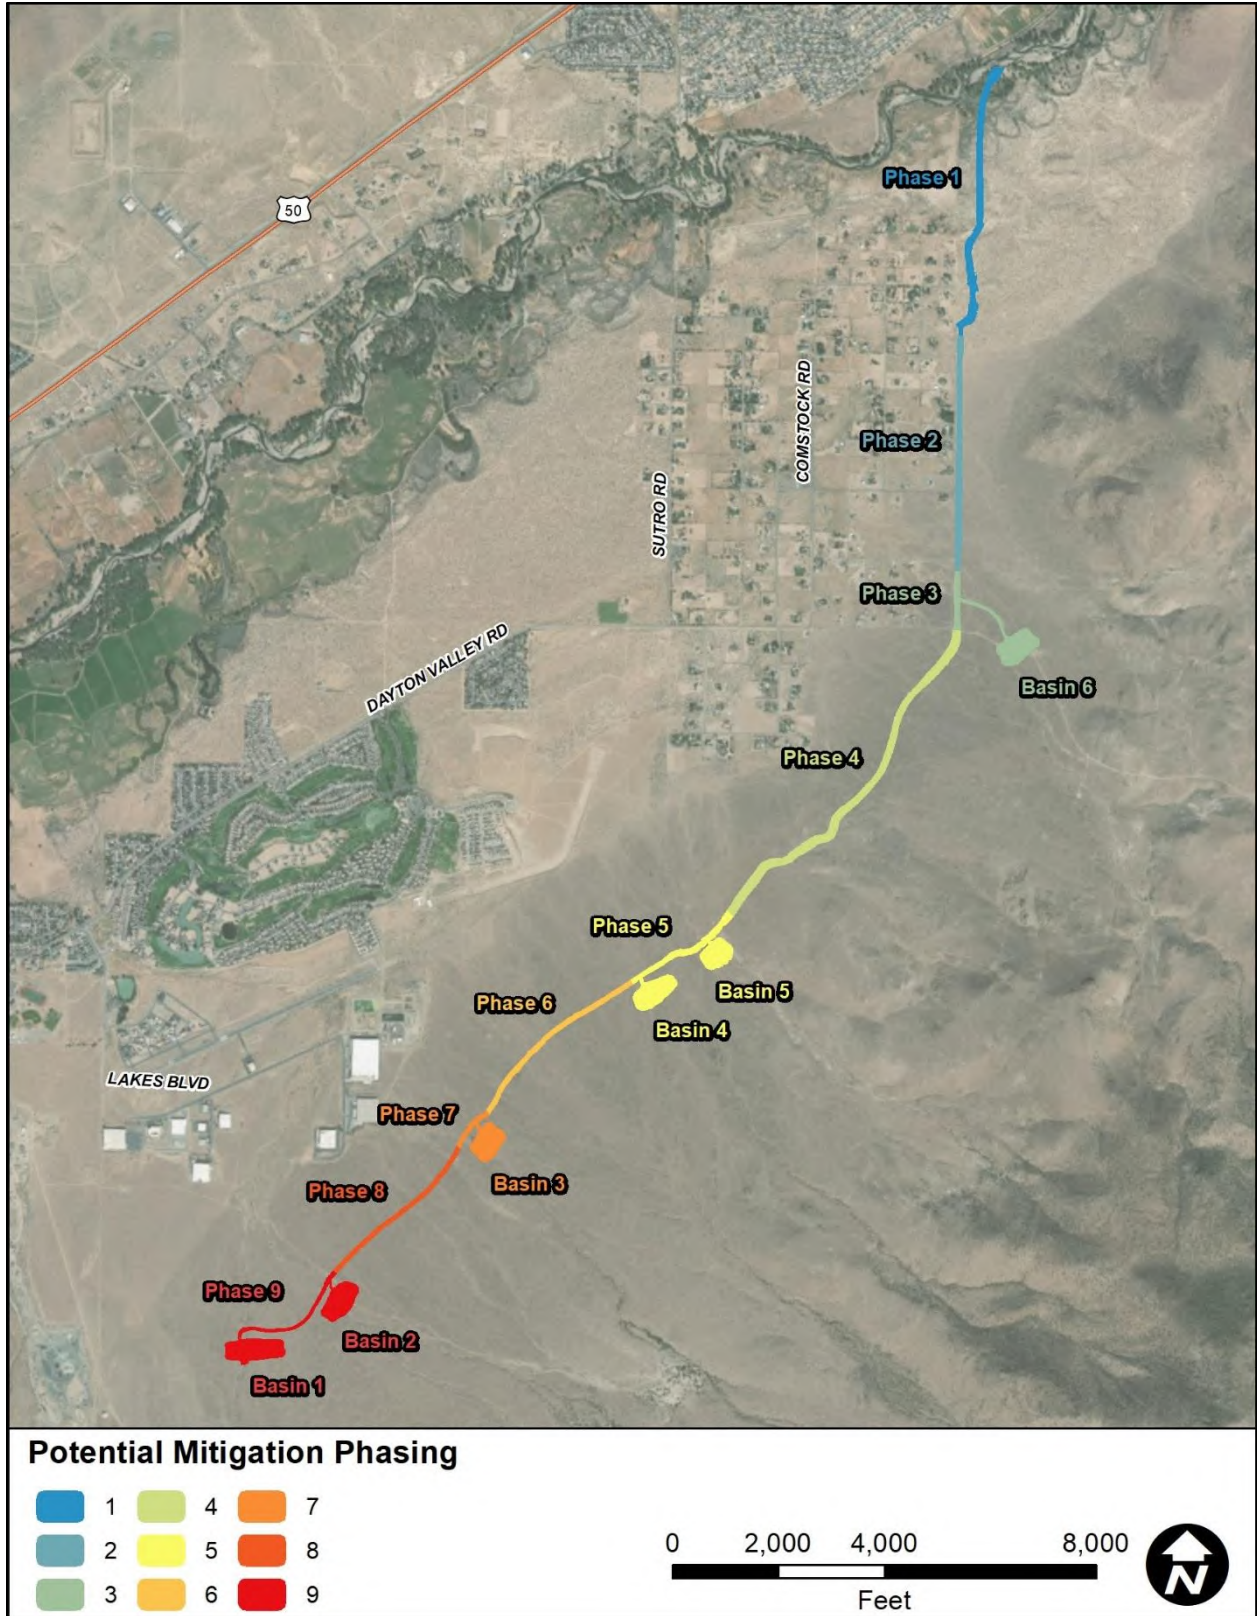 Phase 1
50
COMSTOCK RD
Phase 2
SUTRO RD
Phase 3
DAYTON VALLEY RD
Basin 6
Phase 4
Phase 5
Basin 5
Phase 6
Basin 4
LAKES BLVD
Phase 7
Basin 3
Phase 8
Phase 9
Basin 2
Basin 1
Potential Mitigation Phasing
1 4 7
2 5 8
3 6 9
0 2,000 4,000 8,000
Feet
N